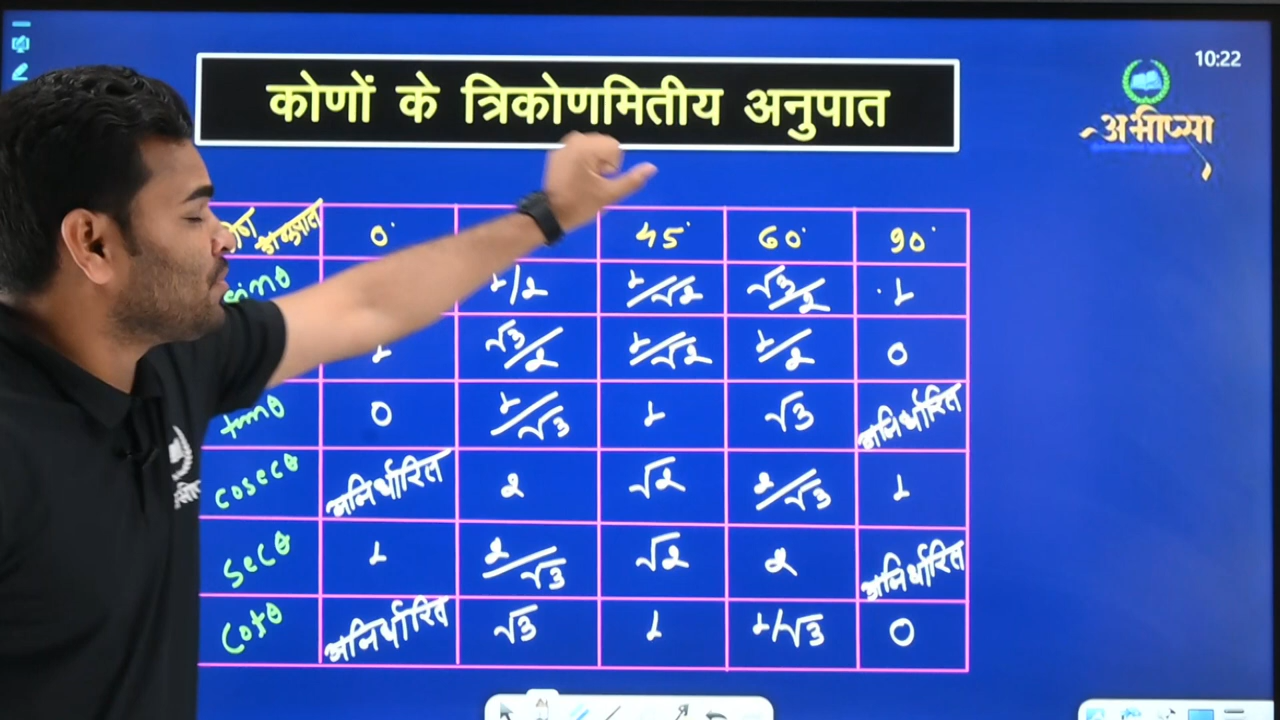 10:22
कोणों के त्रिकोणमितीय अनुपात
अभीप्सा
0° 45° 60° 90°
sinθ 1/2 1/√2 √3/2 1
1 √3/2 1/√2 1/2 0
tanθ 0 1/√3 1 √3 अनिर्धारित
cosecθ अनिर्धारित 2 √2 2/√3 1
secθ 1 2/√3 √2 2 अनिर्धारित
cotθ अनिर्धारित √3 1 1/√3 0